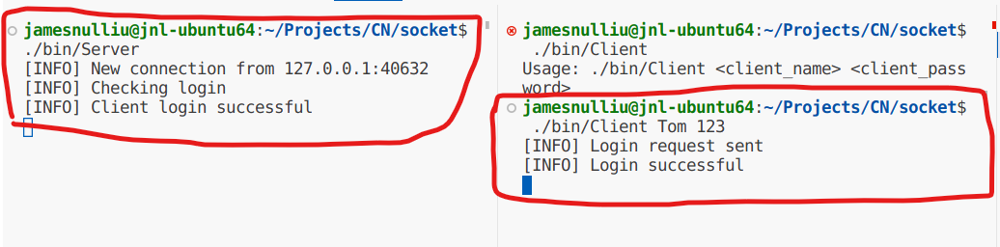 jamesnulliu@jnl-ubuntu64:~/Projects/CN/socket$
./bin/Server
[INFO] New connection from 127.0.0.1:40632
[INFO] Checking login
[INFO] Client login successful
jamesnulliu@jnl-ubuntu64:~/Projects/CN/socket$
./bin/Client
Usage: ./bin/Client <client_name> <client_pass
word>
jamesnulliu@jnl-ubuntu64:~/Projects/CN/socket$
./bin/Client Tom 123
[INFO] Login request sent
[INFO] Login successful